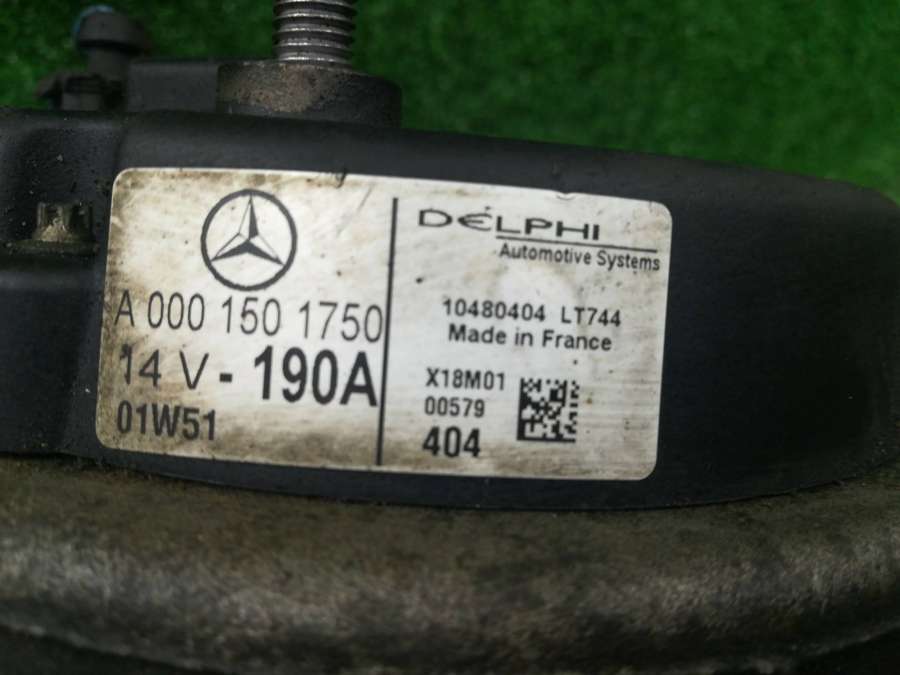 A 000 150 1750
14 V - 190A
01W51
DELPHI
Automotive Systems
10480404 LT744
Made in France
X18M01
00579
404